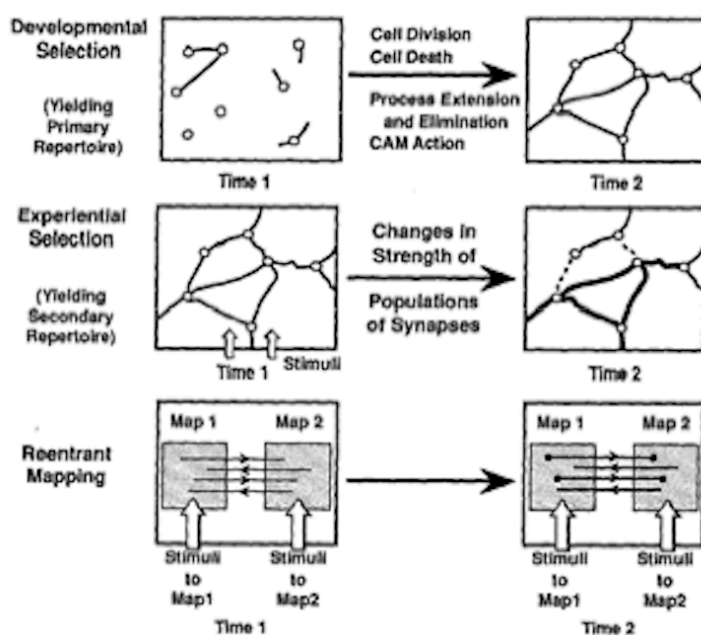 Developmental
Selection
(Yielding
Primary
Repertoire)
Time 1
Cell Division
Cell Death
Process Extension
and Elimination
CAM Action
Time 2
Experiential
Selection
(Yielding
Secondary
Repertoire)
Time 1
Stimuli
Changes in
Strength of
Populations
of Synapses
Time 2
Reentrant
Mapping
Map 1 Map 2
Stimuli
to
Map1
Stimuli
to
Map2
Time 1
Map 1 Map 2
Stimuli
to
Map1
Stimuli
to
Map2
Time 2